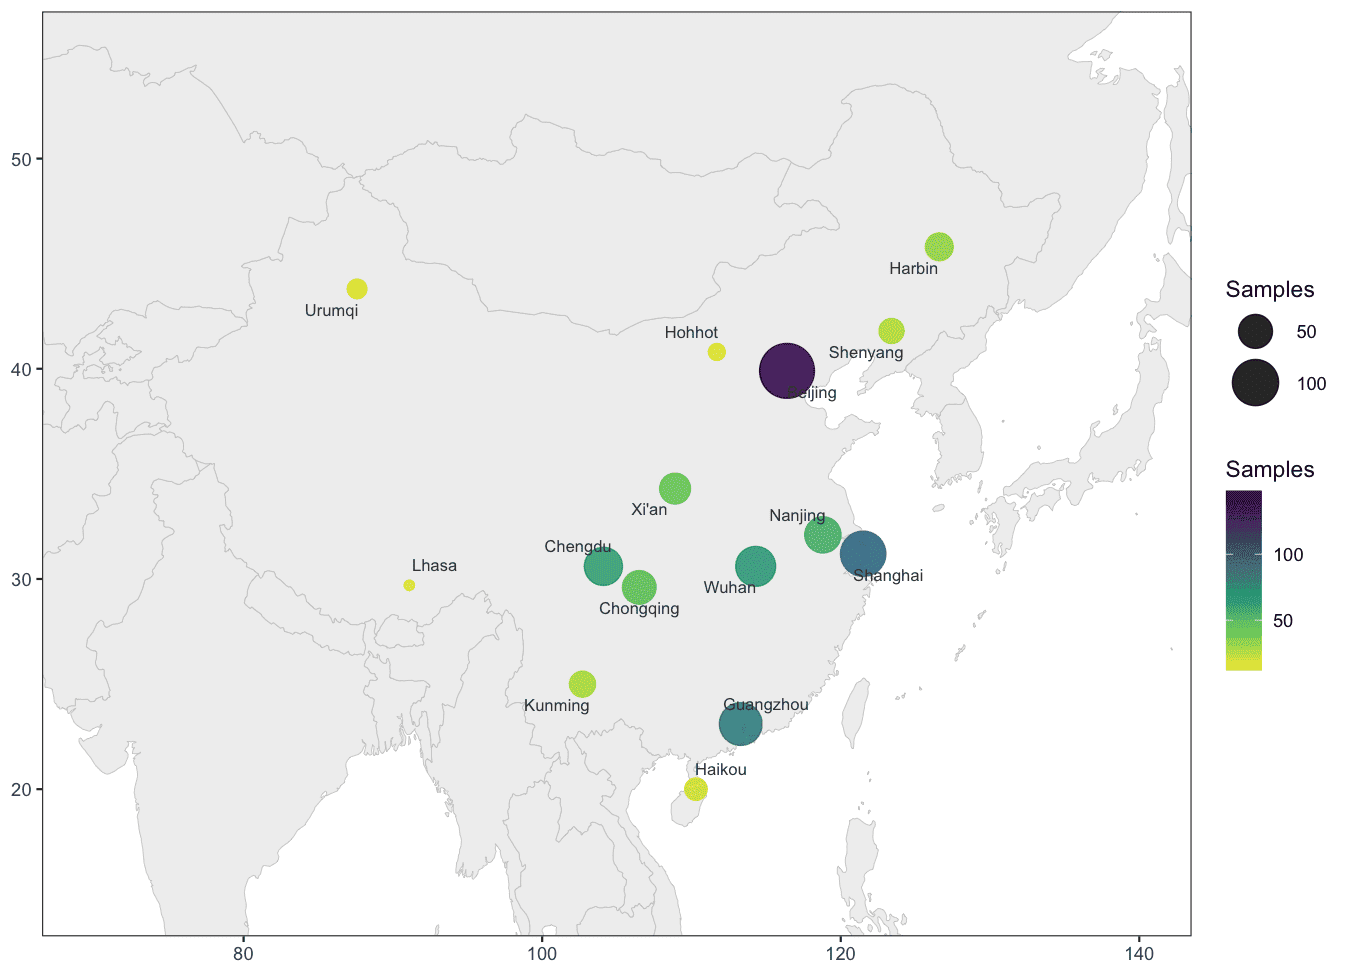 50
40
30
20
80
100
120
140
Harbin
Urumqi
Hohhot
Shenyang
Beijing
Xi'an
Nanjing
Chengdu
Lhasa
Shanghai
Wuhan
Chongqing
Kunming
Guangzhou
Haikou
Samples
50
100
Samples
100
50